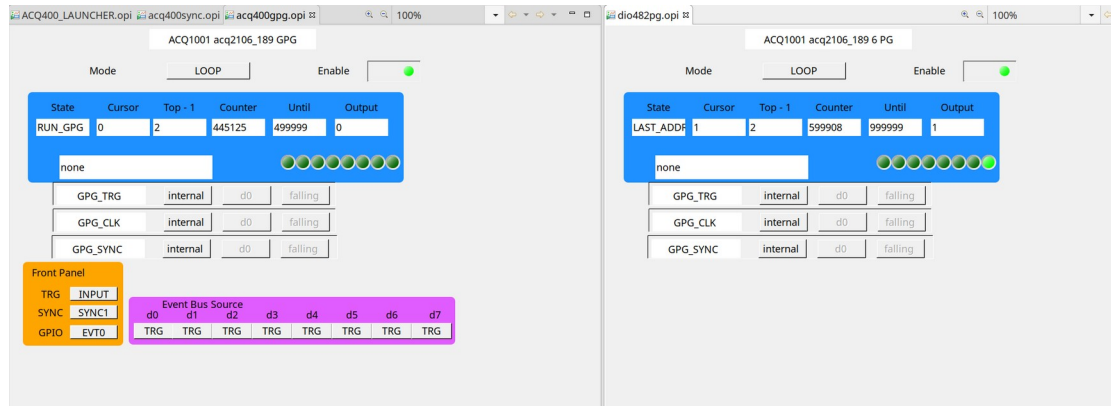 ACQ400_LAUNCHER.opi acq400sync.opi acq400gpg.opi 100%
ACQ1001 acq2106_189 GPG
Mode LOOP Enable
State Cursor Top - 1 Counter Until Output
RUN_GPG 0 2 445125 499999 0
none
GPG_TRG internal d0 falling
GPG_CLK internal d0 falling
GPG_SYNC internal d0 falling
Front Panel
TRG INPUT
SYNC SYNC1
GPIO EVT0
Event Bus Source
d0 d1 d2 d3 d4 d5 d6 d7
TRG TRG TRG TRG TRG TRG TRG TRG
dio482pg.opi 100%
ACQ1001 acq2106_189 6 PG
Mode LOOP Enable
State Cursor Top - 1 Counter Until Output
LAST_ADDR 1 2 599908 999999 1
none
GPG_TRG internal d0 falling
GPG_CLK internal d0 falling
GPG_SYNC internal d0 falling